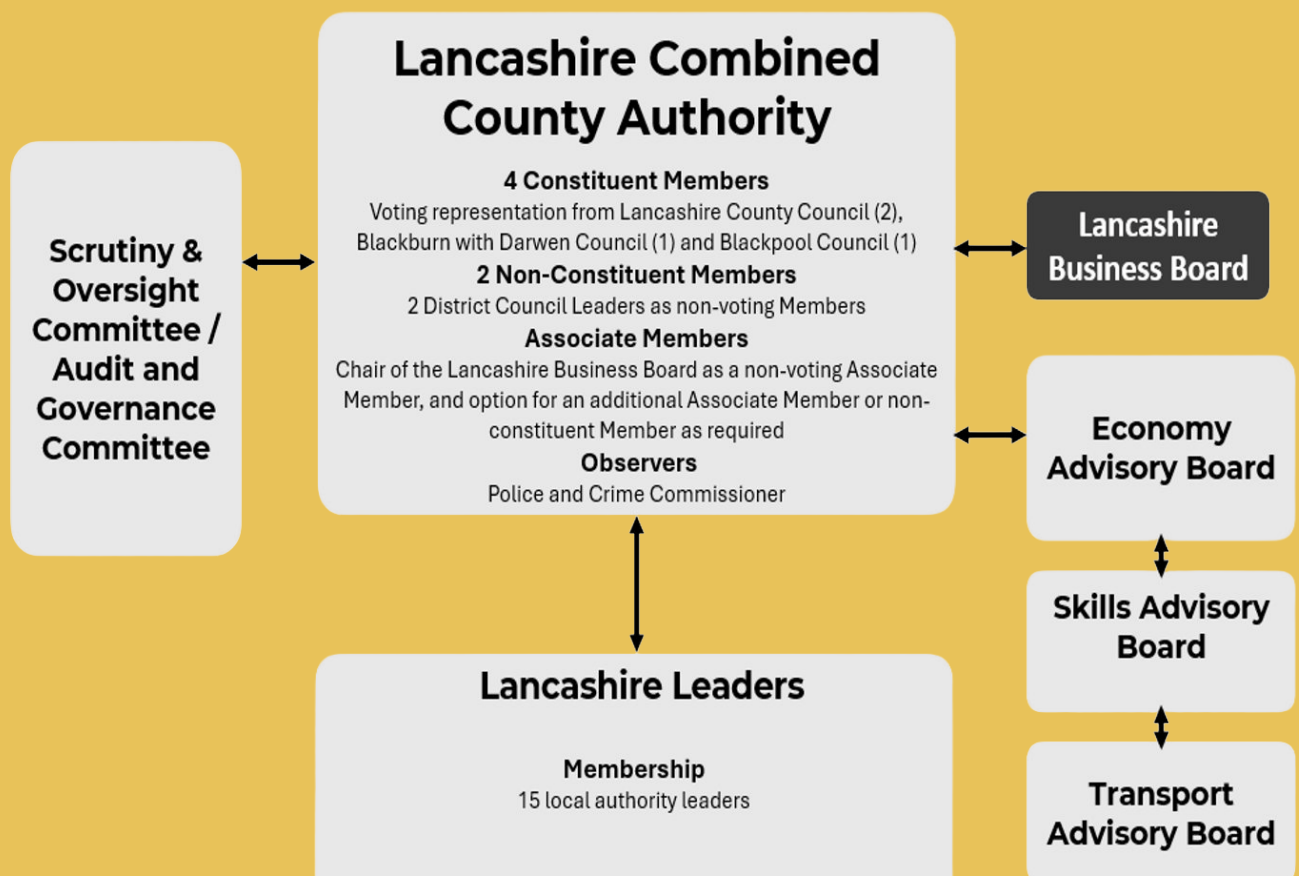 Lancashire Combined
County Authority
4 Constituent Members
Voting representation from Lancashire County Council (2),
Blackburn with Darwen Council (1) and Blackpool Council (1)
2 Non-Constituent Members
2 District Council Leaders as non-voting Members
Associate Members
Chair of the Lancashire Business Board as a non-voting Associate
Member, and option for an additional Associate Member or non-
constituent Member as required
Observers
Police and Crime Commissioner
Scrutiny &
Oversight
Committee /
Audit and
Governance
Committee
Lancashire
Business Board
Economy
Advisory Board
Skills Advisory
Board
Transport
Advisory Board
Lancashire Leaders
Membership
15 local authority leaders